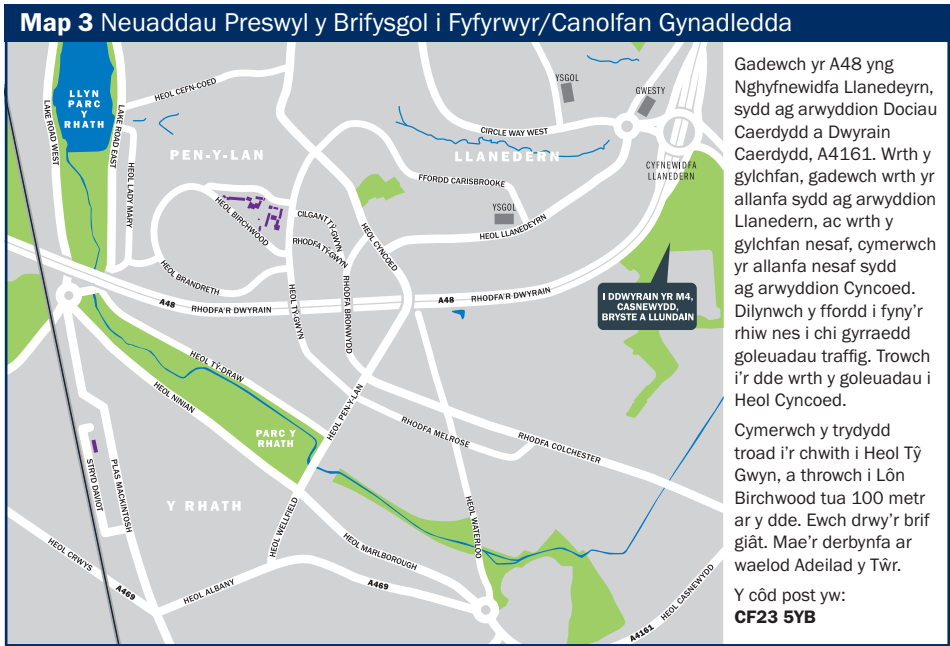 Map 3 Neuaddau Preswyl y Brifysgol i Fyfyrwyr/Canolfan Gynadledda
LLYN
PARC
Y
RHATH
LAKE ROAD WEST
LAKE ROAD EAST
HEOL CEFN-COED
HEOL LADY MARY
PEN-Y-LAN
YSGOL
GWESTY
CIRCLE WAY WEST
LLANEDERN
CYFNEWIDFA
LLANEDERN
FFORDD CARISBROOKE
YSGOL
HEOL LLANEDEYRN
HEOL BIRCHWOOD
CILGANT TŶ-GWYN
RHODFA TŶ-GWYN
HEOL CYNCOED
HEOL BRANDRETH
HEOL TŶ-GWYN
RHODFA BRONWYDD
A48
RHODFA'R DWYRAIN
A48
RHODFA'R DWYRAIN
I DDWYRAIN YR M4,
CASNEWYDD,
BRYSTE A LLUNDAIN
HEOL TŶ-DRAW
HEOL NINIAN
PARC Y
RHATH
HEOL PEN-Y-LAN
RHODFA MELROSE
RHODFA COLCHESTER
STRYD DAVIOT
PLAS MACKINTOSH
Y RHATH
HEOL WELLFIELD
HEOL WATERLOO
HEOL CRWYS
A469
HEOL ALBANY
HEOL MARLBOROUGH
A469
HEOL CASNEWYDD
A4161
Gadewch yr A48 yng
Nghyfnewidfa Llanedeyrn,
sydd ag arwyddion Dociau
Caerdydd a Dwyrain
Caerdydd, A4161. Wrth y
gylchfan, gadewch wrth yr
allanfa sydd ag arwyddion
Llanedern, ac wrth y
gylchfan nesaf, cymerwch
yr allanfa nesaf sydd
ag arwyddion Cyncoed.
Dilynwch y ffordd i fyny'r
rhiw nes i chi gyrraedd
goleuadau traffig. Trowch
i'r dde wrth y goleuadau i
Heol Cyncoed.
Cymerwch y trydydd
troad i'r chwith i Heol Tŷ
Gwyn, a throwch i Lôn
Birchwood tua 100 metr
ar y dde. Ewch drwy'r brif
giât. Mae'r derbynfa ar
waelod Adeilad y Tŵr.
Y côd post yw:
CF23 5YB